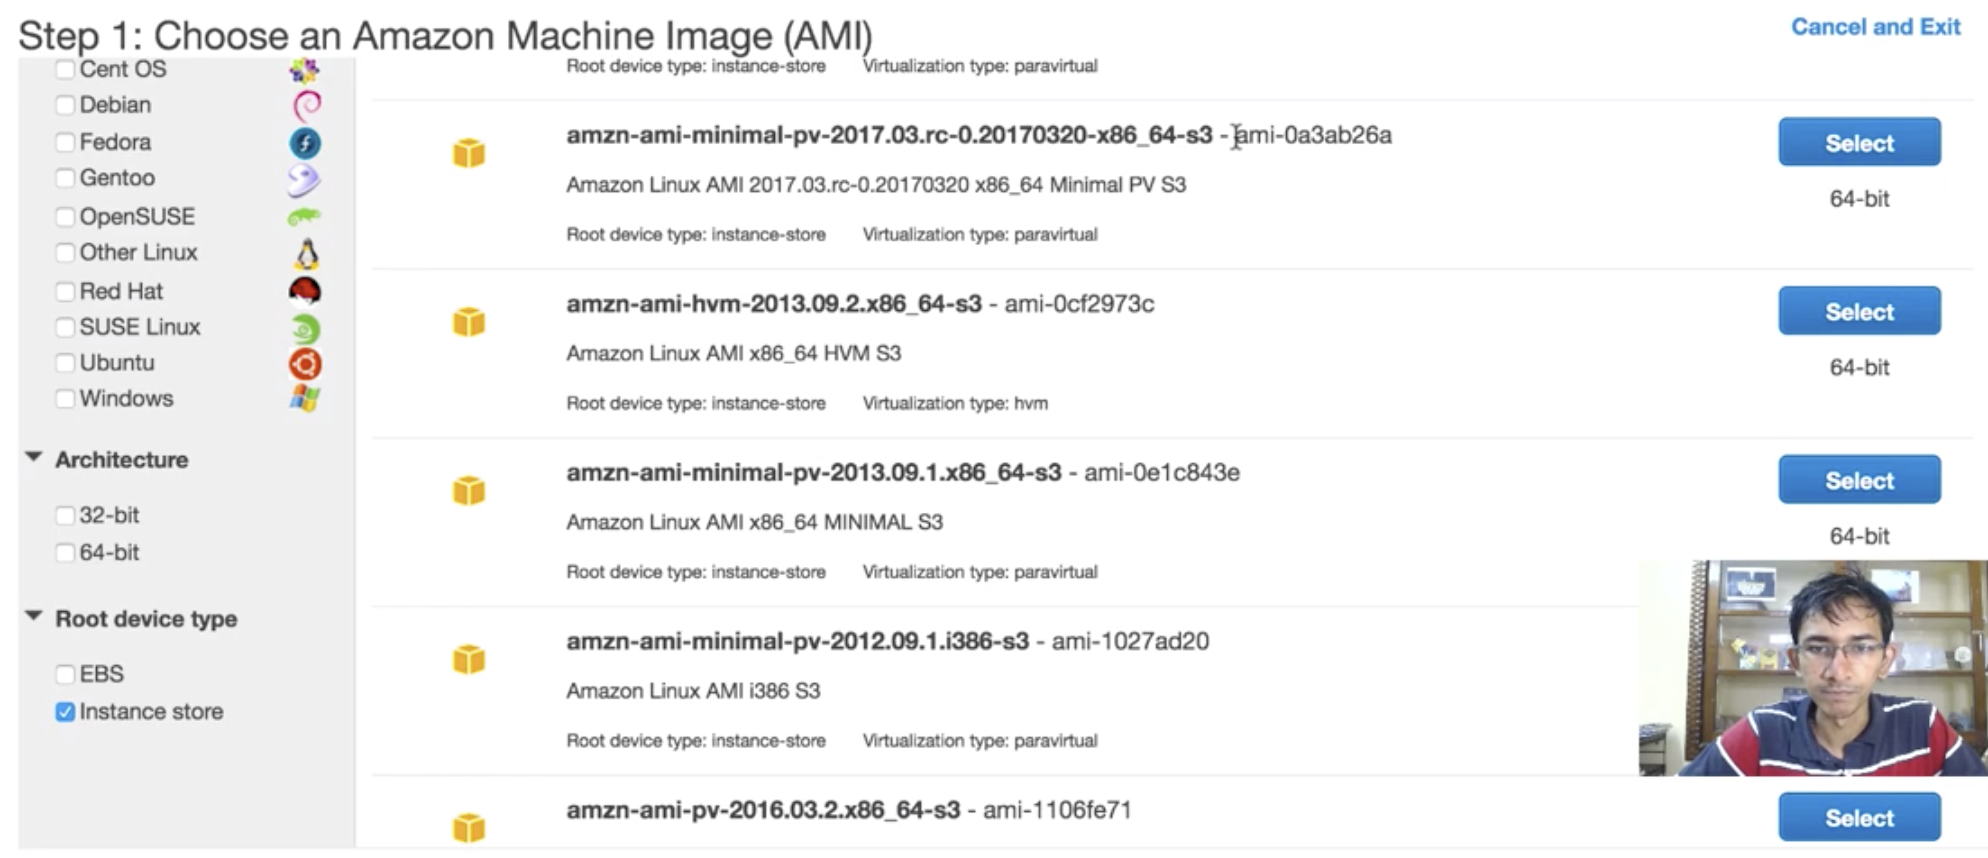 Step 1: Choose an Amazon Machine Image (AMI)
Cancel and Exit
Cent OS
Debian
Fedora
Gentoo
OpenSUSE
Other Linux
Red Hat
SUSE Linux
Ubuntu
Windows
Architecture
32-bit
64-bit
Root device type
EBS
Instance store
Root device type: instance-store Virtualization type: paravirtual
amzn-ami-minimal-pv-2017.03.rc-0.20170320-x86_64-s3 - ami-0a3ab26a
Select
Amazon Linux AMI 2017.03.rc-0.20170320 x86_64 Minimal PV S3
64-bit
Root device type: instance-store Virtualization type: paravirtual
amzn-ami-hvm-2013.09.2.x86_64-s3 - ami-0cf2973c
Select
Amazon Linux AMI x86_64 HVM S3
64-bit
Root device type: instance-store Virtualization type: hvm
amzn-ami-minimal-pv-2013.09.1.x86_64-s3 - ami-0e1c843e
Select
Amazon Linux AMI x86_64 MINIMAL S3
64-bit
Root device type: instance-store Virtualization type: paravirtual
amzn-ami-minimal-pv-2012.09.1.i386-s3 - ami-1027ad20
Amazon Linux AMI i386 S3
Root device type: instance-store Virtualization type: paravirtual
amzn-ami-pv-2016.03.2.x86_64-s3 - ami-1106fe71
Select